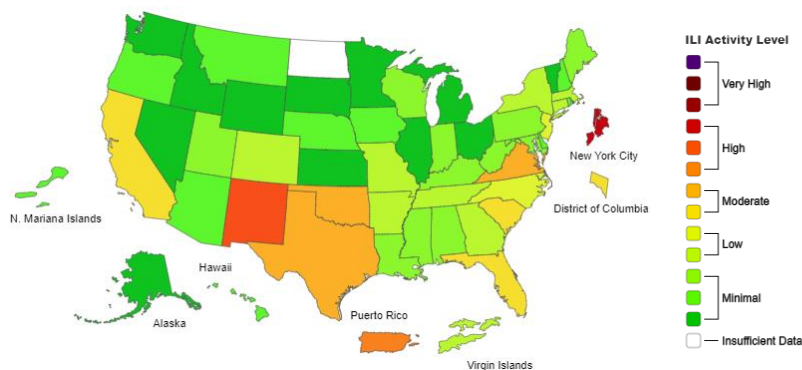 ILI Activity Level
Very High
High
Moderate
Low
Minimal
Insufficient Data
New York City
District of Columbia
N. Mariana Islands
Hawaii
Alaska
Puerto Rico
Virgin Islands